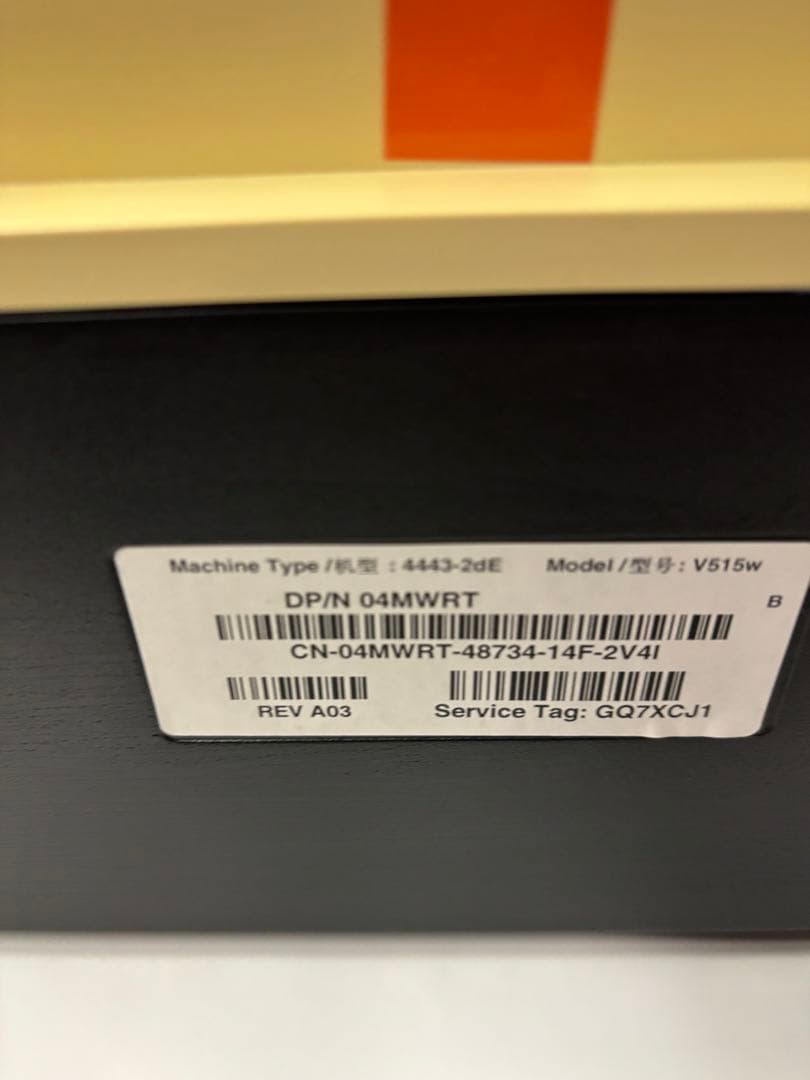 Machine Type /机型 : 4443-2dE Model /型号: V515w
DP/N 04MWRT B
CN-04MWRT-48734-14F-2V4I
REV A03 Service Tag: GQ7XCJ1